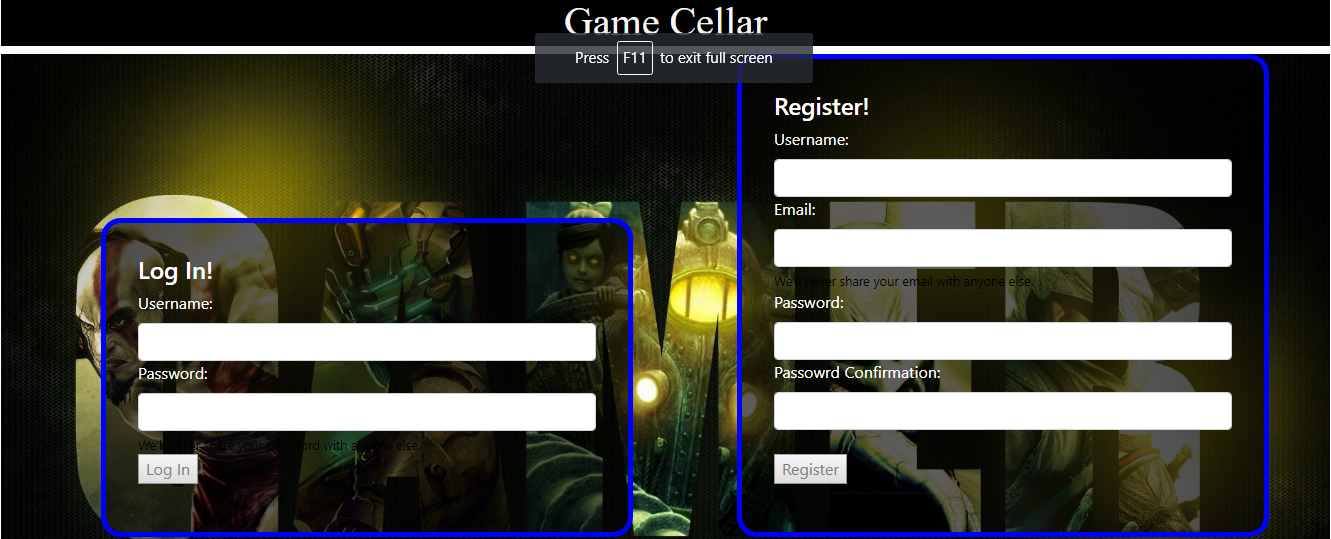 Game Cellar
Press F11 to exit full screen
Register!
Username:
Email:
We'll never share your email with anyone else.
Password:
Passowrd Confirmation:
Register
Log In!
Username:
Password:
We'll never share your password with anyone else.
Log In